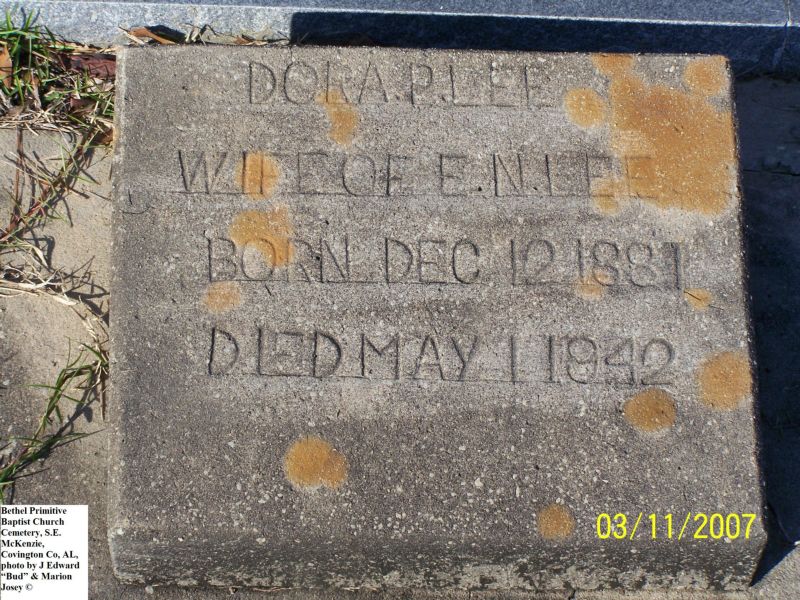 DORA.P.LEE
WIFE OF E.N.LEE
BORN DEC 12 1881
DIED MAY 1 1942
03/11/2007
Bethel Primitive
Baptist Church
Cemetery, S.E.
McKenzie,
Covington Co, AL,
photo by J Edward
“Bud” & Marion
Josey ©